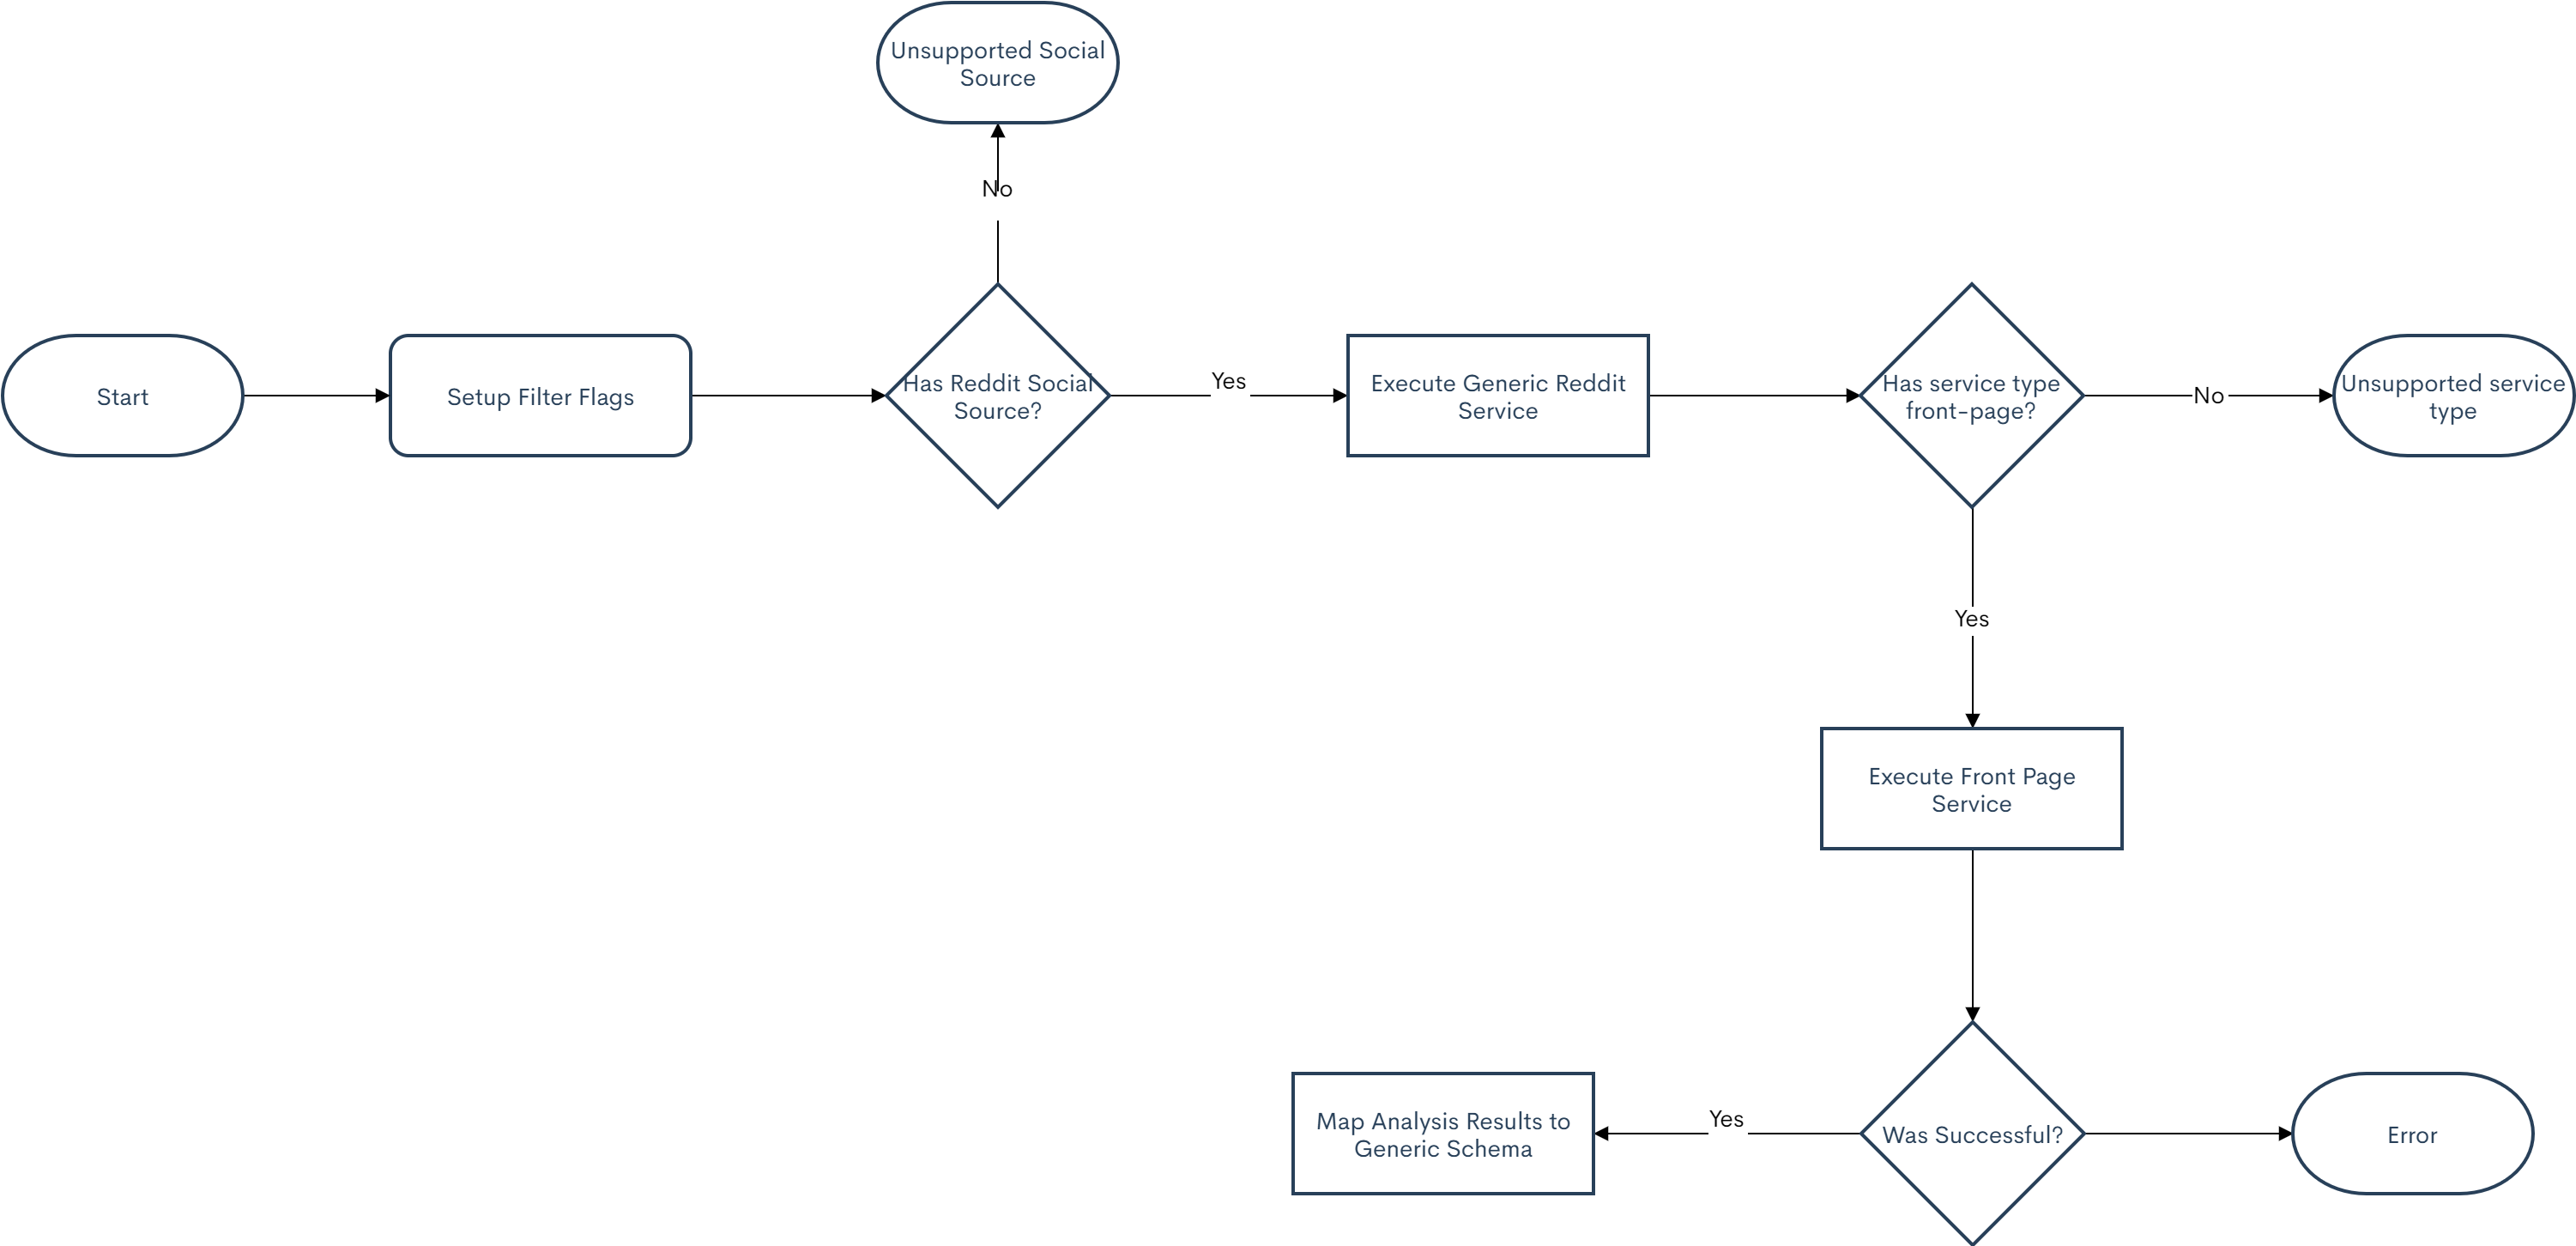 Unsupported Social
Source
No
Start
Setup Filter Flags
Has Reddit Social
Source?
Yes
Execute Generic Reddit
Service
Has service type
front-page?
No
Unsupported service
type
Yes
Execute Front Page
Service
Map Analysis Results to
Generic Schema
Yes
Was Successful?
Error